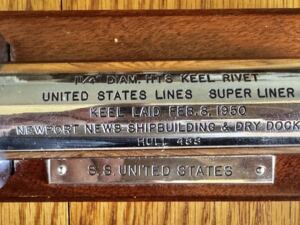 1¼" DIAM. HTS KEEL RIVET
UNITED STATES LINES SUPER LINER
KEEL LAID FEB. 8, 1950
NEWPORT NEWS SHIPBUILDING & DRY DOCK
HULL 488
S.S. UNITED STATES